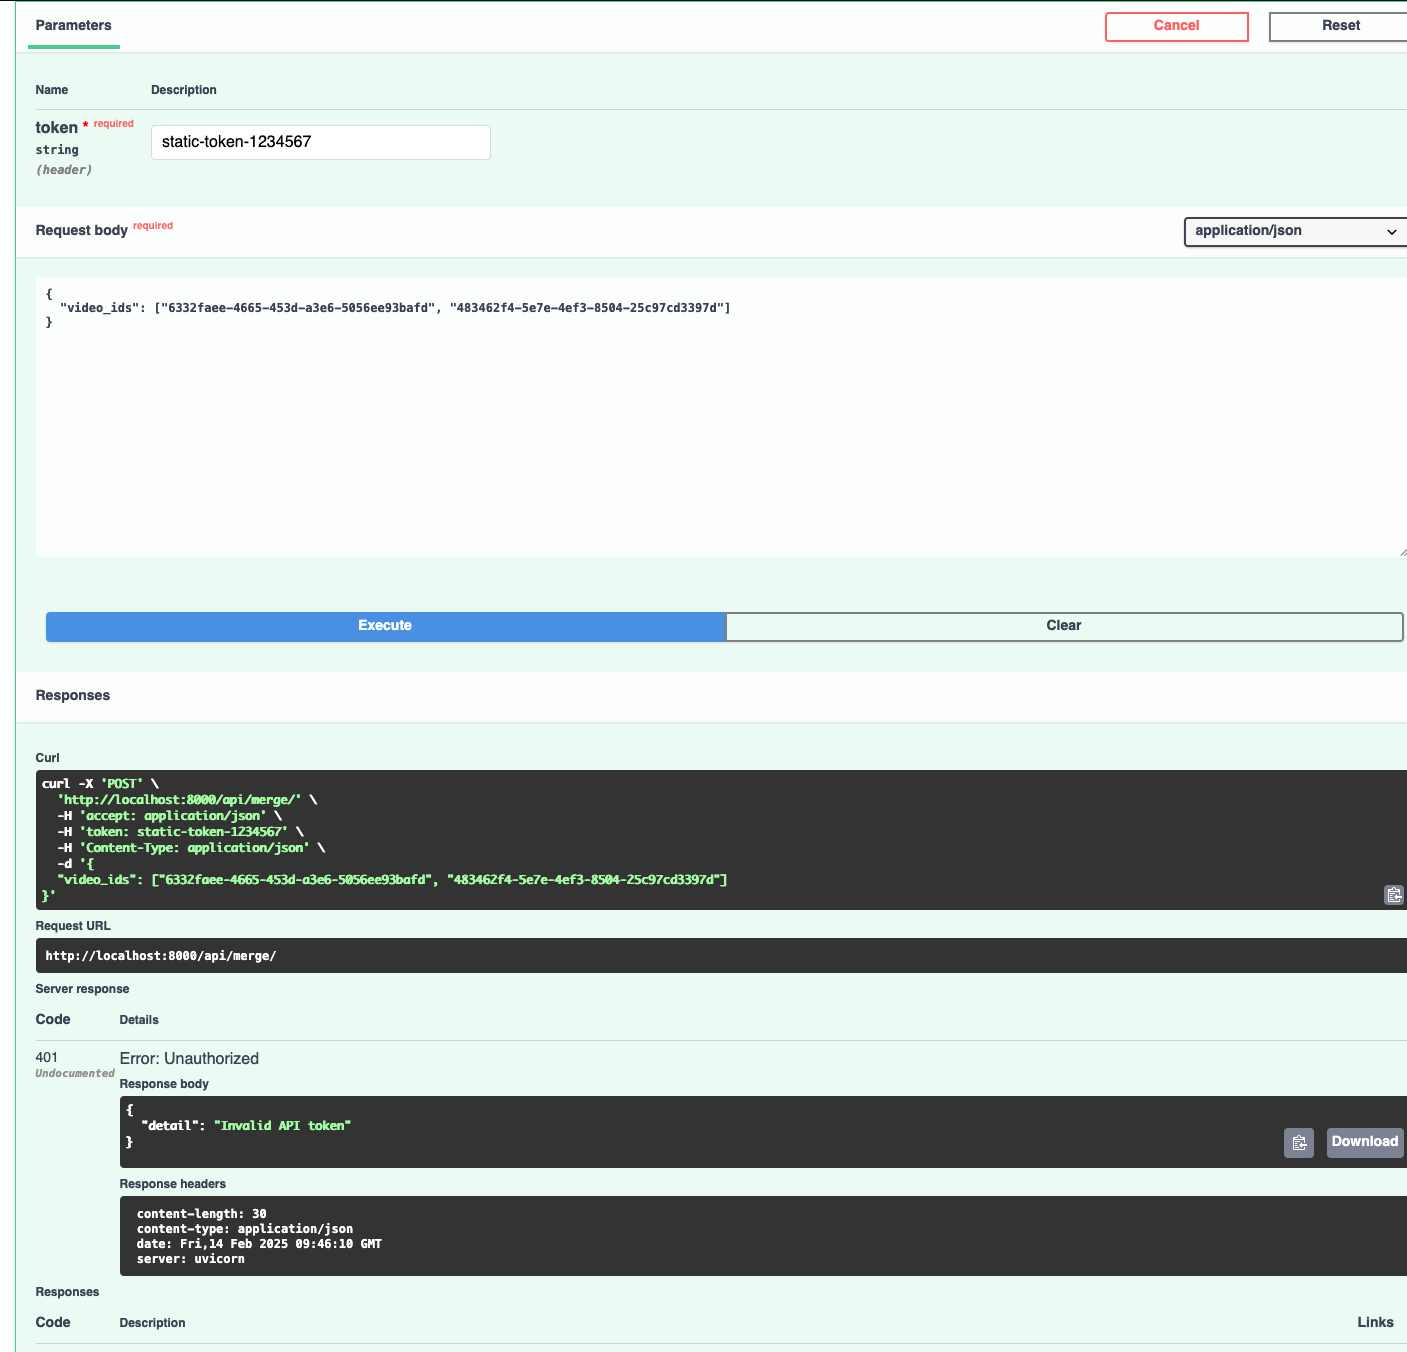 Parameters
Cancel
Reset
Name
Description
token * required
string
(header)
static-token-1234567
Request body required
application/json
{
  "video_ids": ["6332faee-4665-453d-a3e6-5056ee93bafd", "483462f4-5e7e-4ef3-8504-25c97cd3397d"]
}
Execute
Clear
Responses
Curl
curl -X 'POST' \
  'http://localhost:8000/api/merge/' \
  -H 'accept: application/json' \
  -H 'token: static-token-1234567' \
  -H 'Content-Type: application/json' \
  -d '{
  "video_ids": ["6332faee-4665-453d-a3e6-5056ee93bafd", "483462f4-5e7e-4ef3-8504-25c97cd3397d"]
}'
Request URL
http://localhost:8000/api/merge/
Server response
Code
Details
401
Undocumented
Error: Unauthorized
Response body
{
  "detail": "Invalid API token"
}
Download
Response headers
content-length: 30
content-type: application/json
date: Fri,14 Feb 2025 09:46:10 GMT
server: uvicorn
Responses
Code
Description
Links